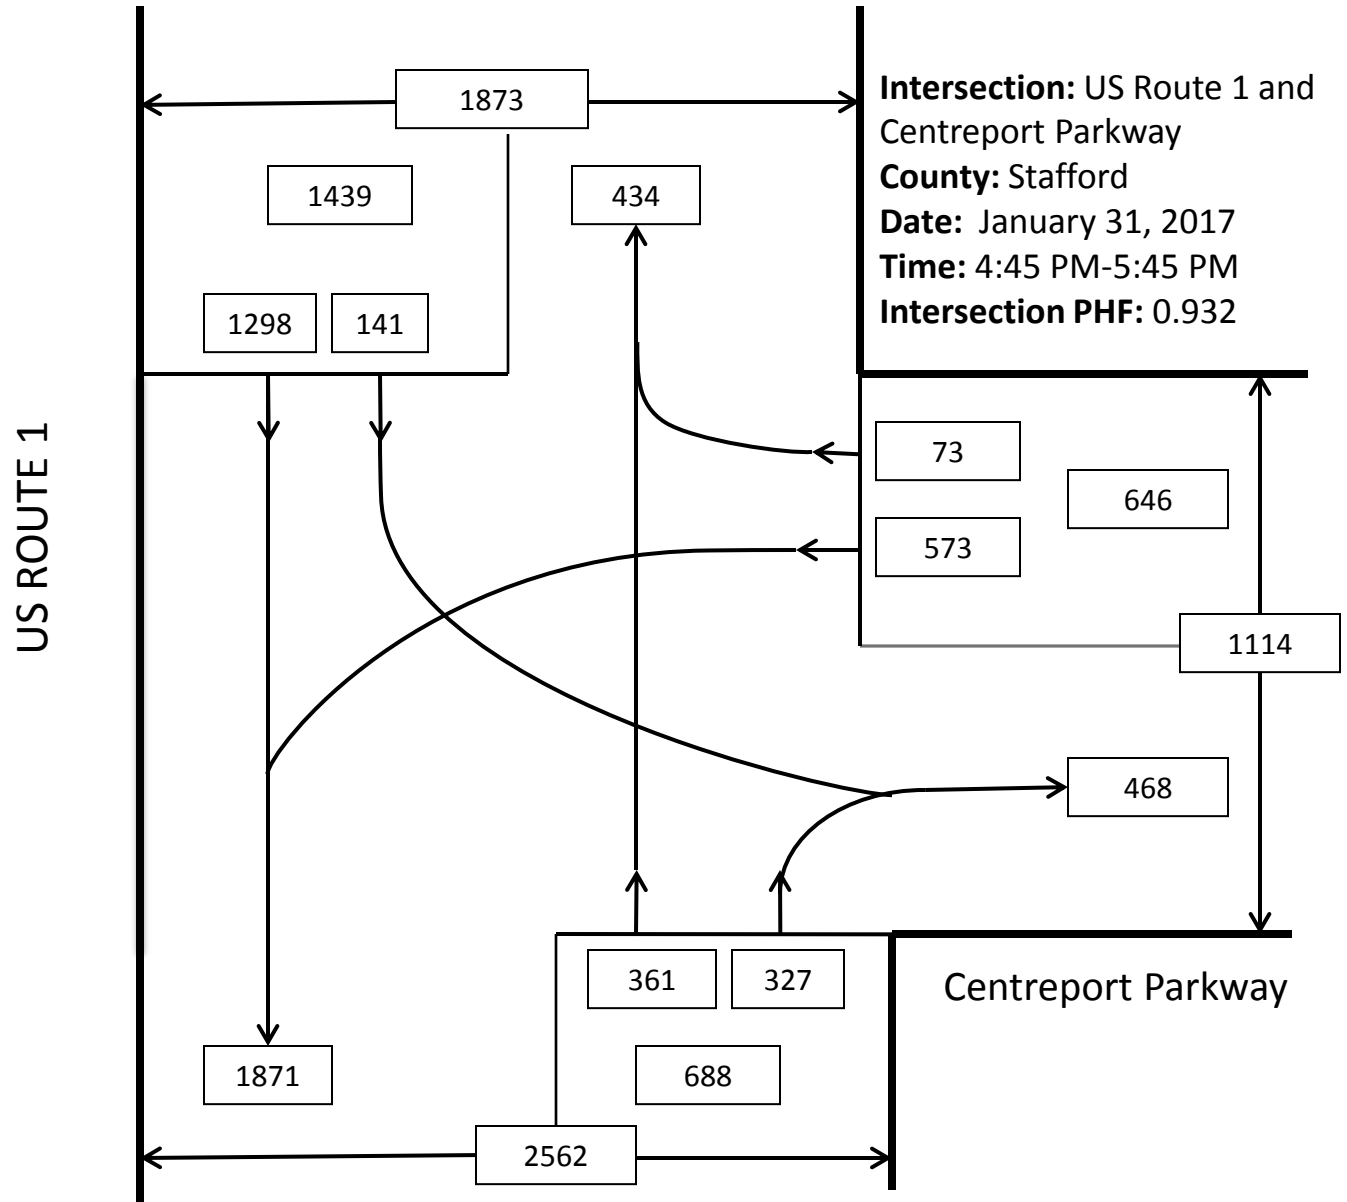 1873
Intersection: US Route 1 and
Centreport Parkway
County: Stafford
Date: January 31, 2017
Time: 4:45 PM-5:45 PM
Intersection PHF: 0.932
1439
434
1298
141
US ROUTE 1
73
646
573
1114
468
361
327
Centreport Parkway
1871
688
2562